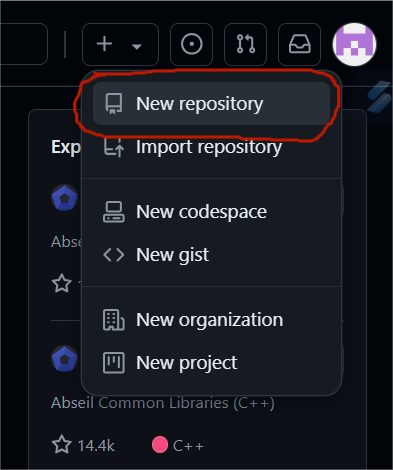 New repository
Exp
Import repository
New codespace
Abse
New gist
New organization
New project
Abseil Common Libraries (C++)
14.4k C++